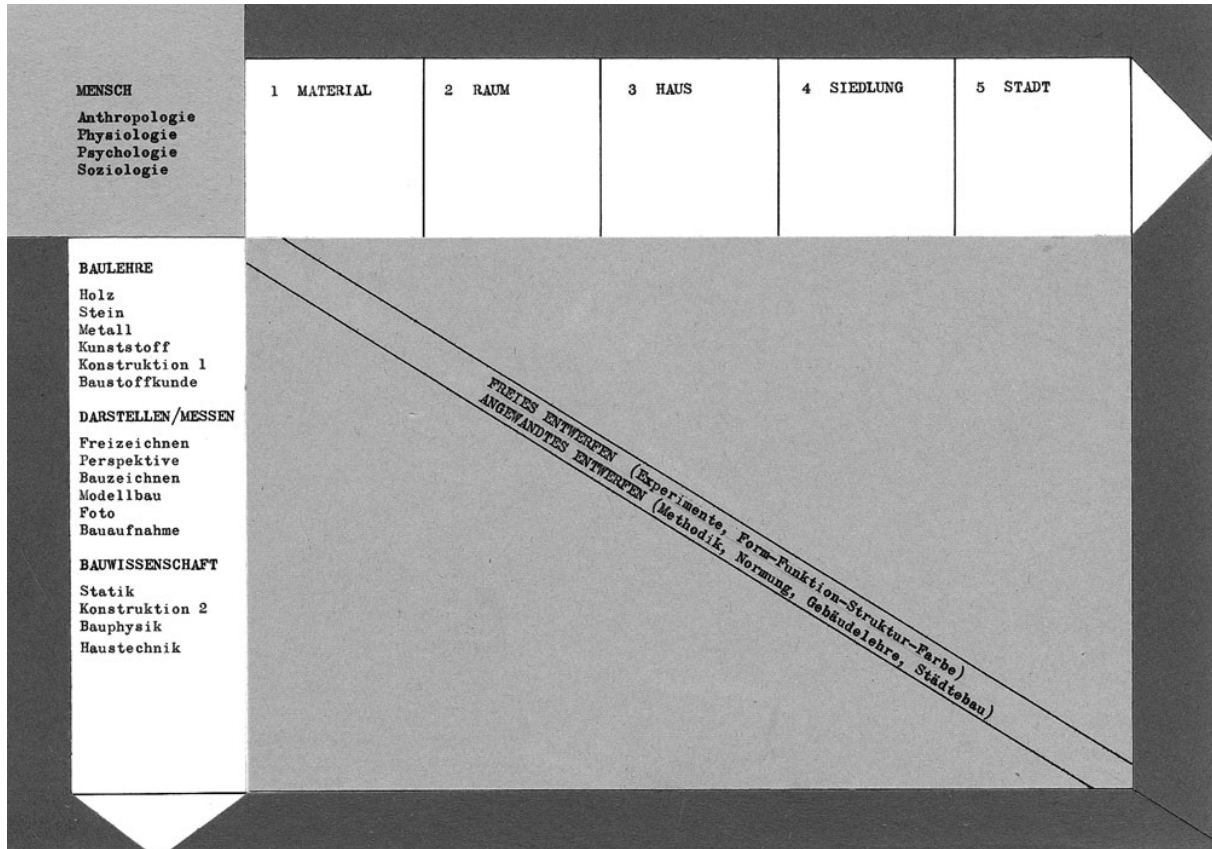 MENSCH
Anthropologie
Physiologie
Psychologie
Soziologie
1 MATERIAL
2 RAUM
3 HAUS
4 SIEDLUNG
5 STADT
BAULEHRE
Holz
Stein
Metall
Kunststoff
Konstruktion 1
Baustoffkunde
DARSTELLEN/MESSEN
Freizeichnen
Perspektive
Bauzeichnen
Modellbau
Foto
Bauaufnahme
BAUWISSENSCHAFT
Statik
Konstruktion 2
Bauphysik
Haustechnik
FREIES ENTWERFEN (Experimente, Form-Funktion-Struktur-Farbe)
ANGEWANDTES ENTWERFEN (Methodik, Normung, Gebäudelehre, Städtebau)